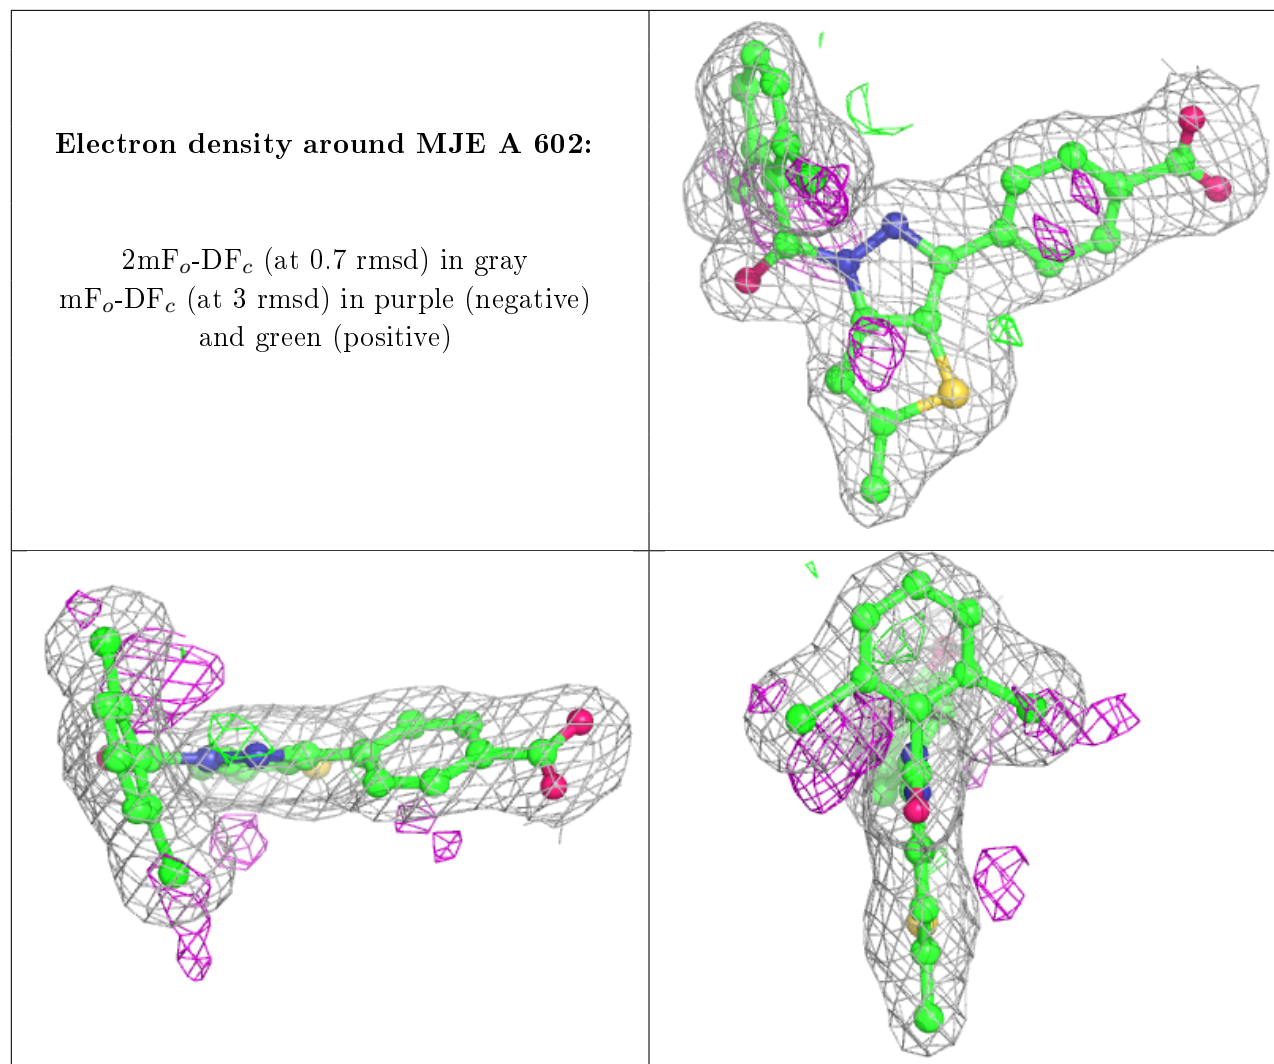 Electron density around MJE A 602:
2mFo-DFc (at 0.7 rmsd) in gray
mFo-DFc (at 3 rmsd) in purple (negative)
and green (positive)